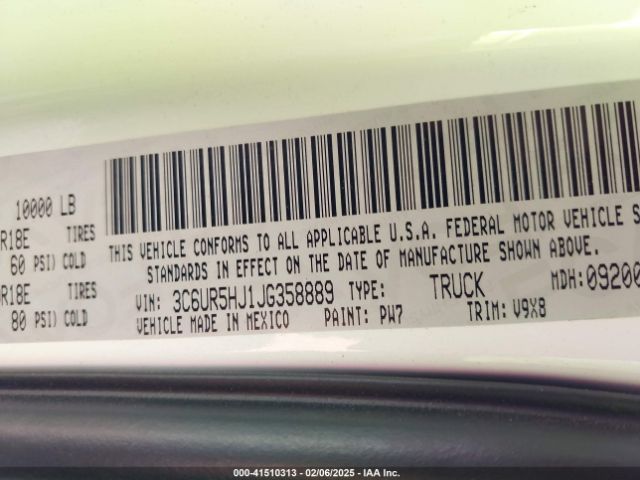 10000 LB
R18E TIRES
60 PSI) COLD
R18E TIRES
80 PSI) COLD
THIS VEHICLE CONFORMS TO ALL APPLICABLE U.S.A. FEDERAL MOTOR VEHICLE S
STANDARDS IN EFFECT ON THE DATE OF MANUFACTURE SHOWN ABOVE.
VIN: 3C6UR5HJ1JG358889 TYPE: TRUCK MDH: 09200
VEHICLE MADE IN MEXICO PAINT: PW7 TRIM: V9X8
000-41510313 - 02/06/2025 - IAA Inc.